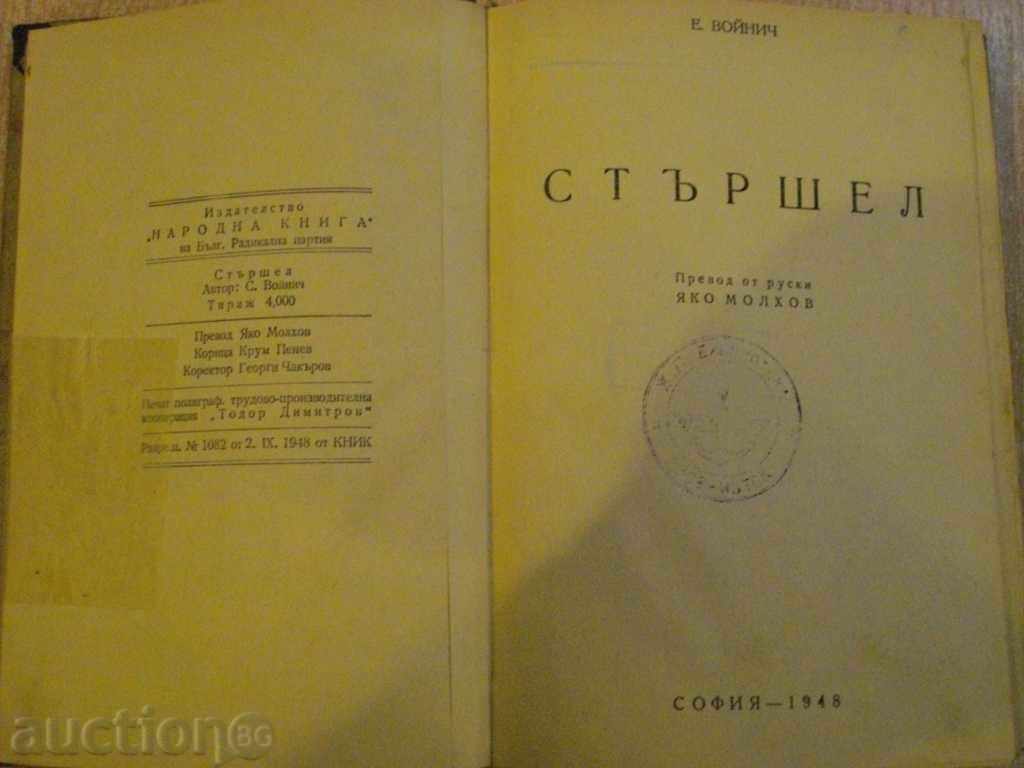 Издателство
„НАРОДНА КНИГА"
на Бълг. Радикална партия
Стършел
Автор: С. Войнич
Тираж 4,000
Превод Яко Молхов
Корица Крум Пенев
Коректор Георги Чакъров
Печат полиграф. трудово-производителна
кооперация „Тодор Димитров"
Разреш. № 1082 от 2. IX. 1948 от КНИК
Е. ВОЙНИЧ
СТЪРШЕЛ
Превод от руски
ЯКО МОЛХОВ
СОФИЯ — 1948
auction BG